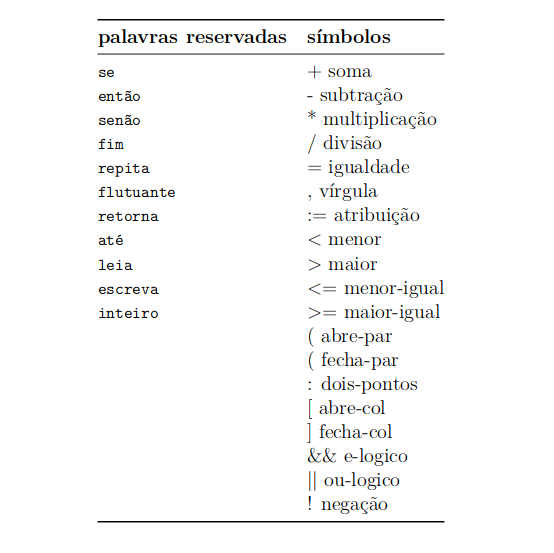 palavras reservadas símbolos
se + soma
então - subtração
senão * multiplicação
fim / divisão
repita = igualdade
flutuante , vírgula
retorna := atribuição
até < menor
leia > maior
escreva <= menor-igual
inteiro >= maior-igual
( abre-par
( fecha-par
: dois-pontos
[ abre-col
] fecha-col
&& e-logico
|| ou-logico
! negação